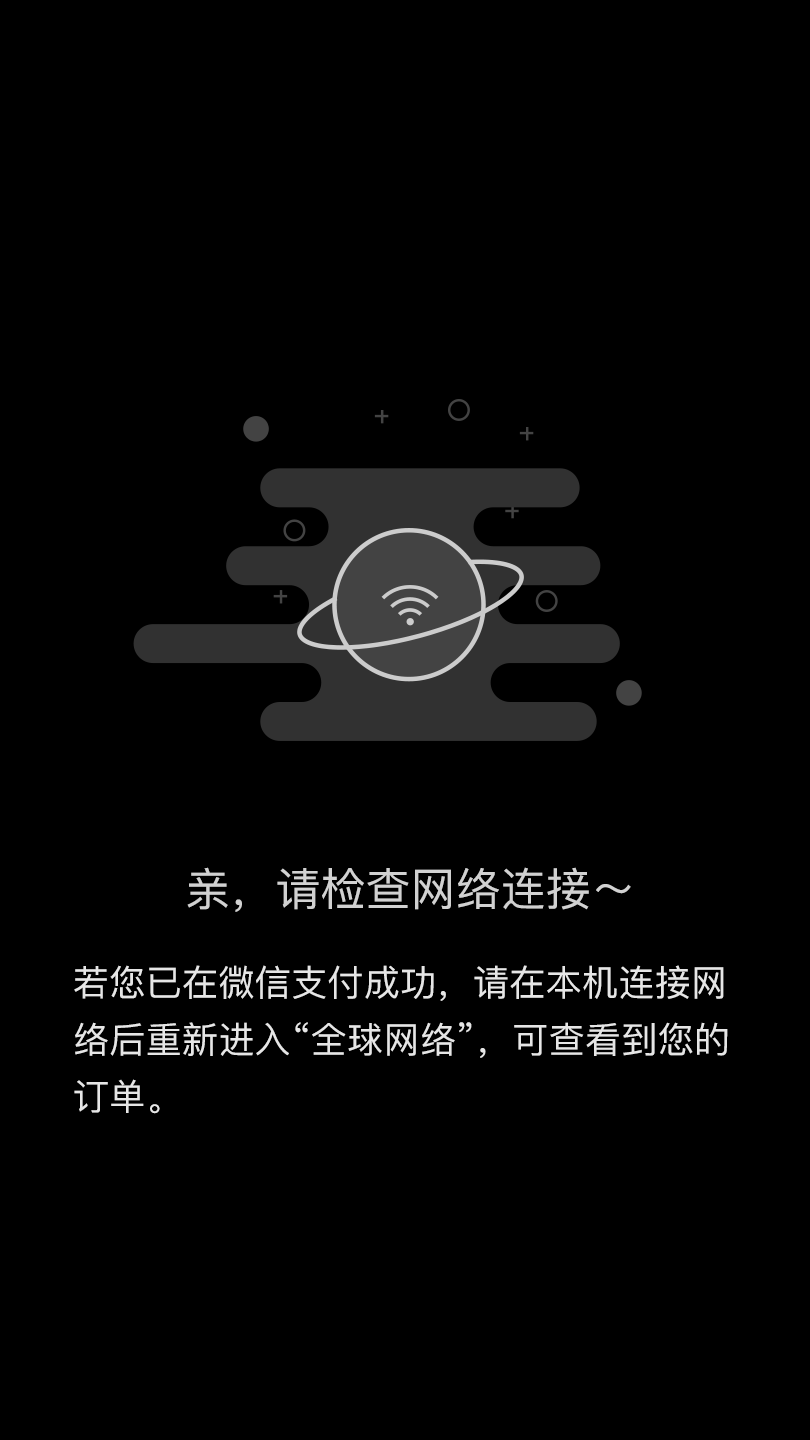 亲，请检查网络连接～
若您已在微信支付成功，请在本机连接网
络后重新进入“全球网络”，可查看到您的
订单。